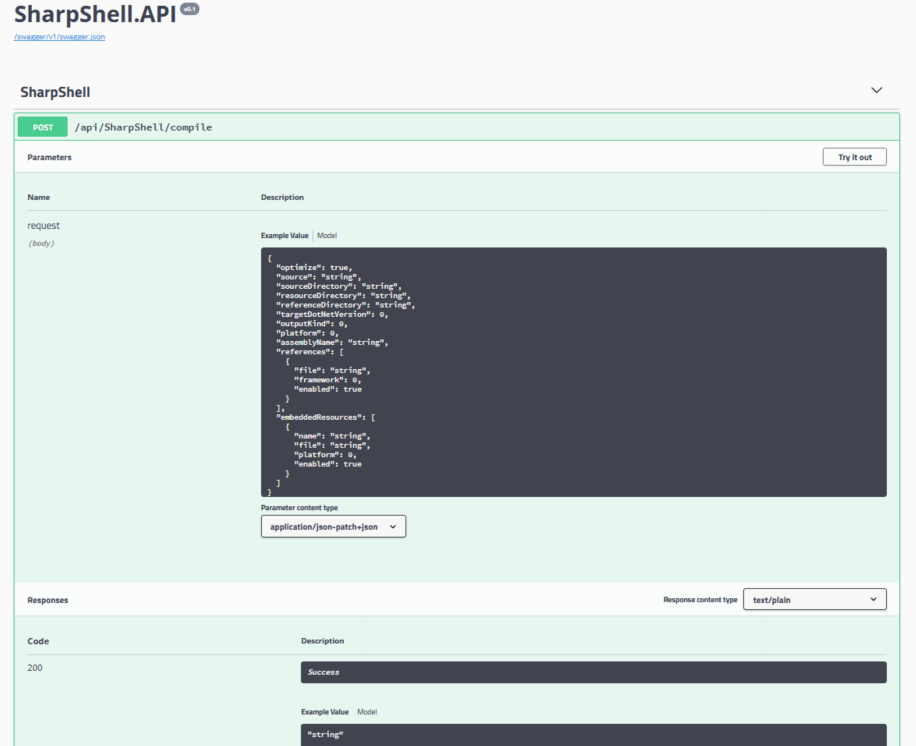 SharpShell.API v0.1
/swagger/v1/swagger.json
SharpShell
POST /api/SharpShell/compile
Parameters Try it out
Name Description
request
(body)
Example Value Model
{
"optimize": true,
"source": "string",
"sourceDirectory": "string",
"resourceDirectory": "string",
"referenceDirectory": "string",
"targetDotNetVersion": 0,
"outputKind": 0,
"platform": 0,
"assemblyName": "string",
"references": [
{
"file": "string",
"framework": 0,
"enabled": true
}
],
"embeddedResources": [
{
"name": "string",
"file": "string",
"platform": 0,
"enabled": true
}
]
}
Parameter content type
application/json-patch+json
Responses Response content type text/plain
Code Description
200 Success
Example Value Model
"string"